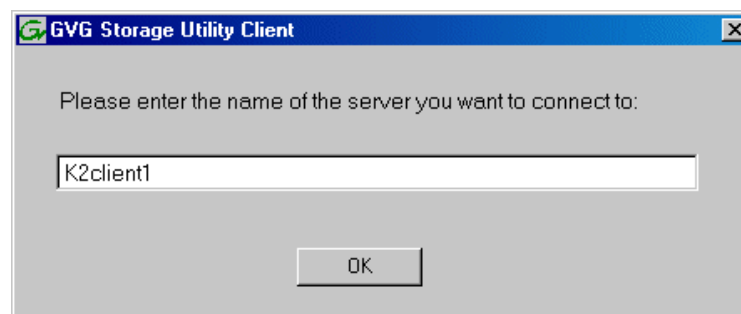 GVG Storage Utility Client
Please enter the name of the server you want to connect to:
K2client1
OK